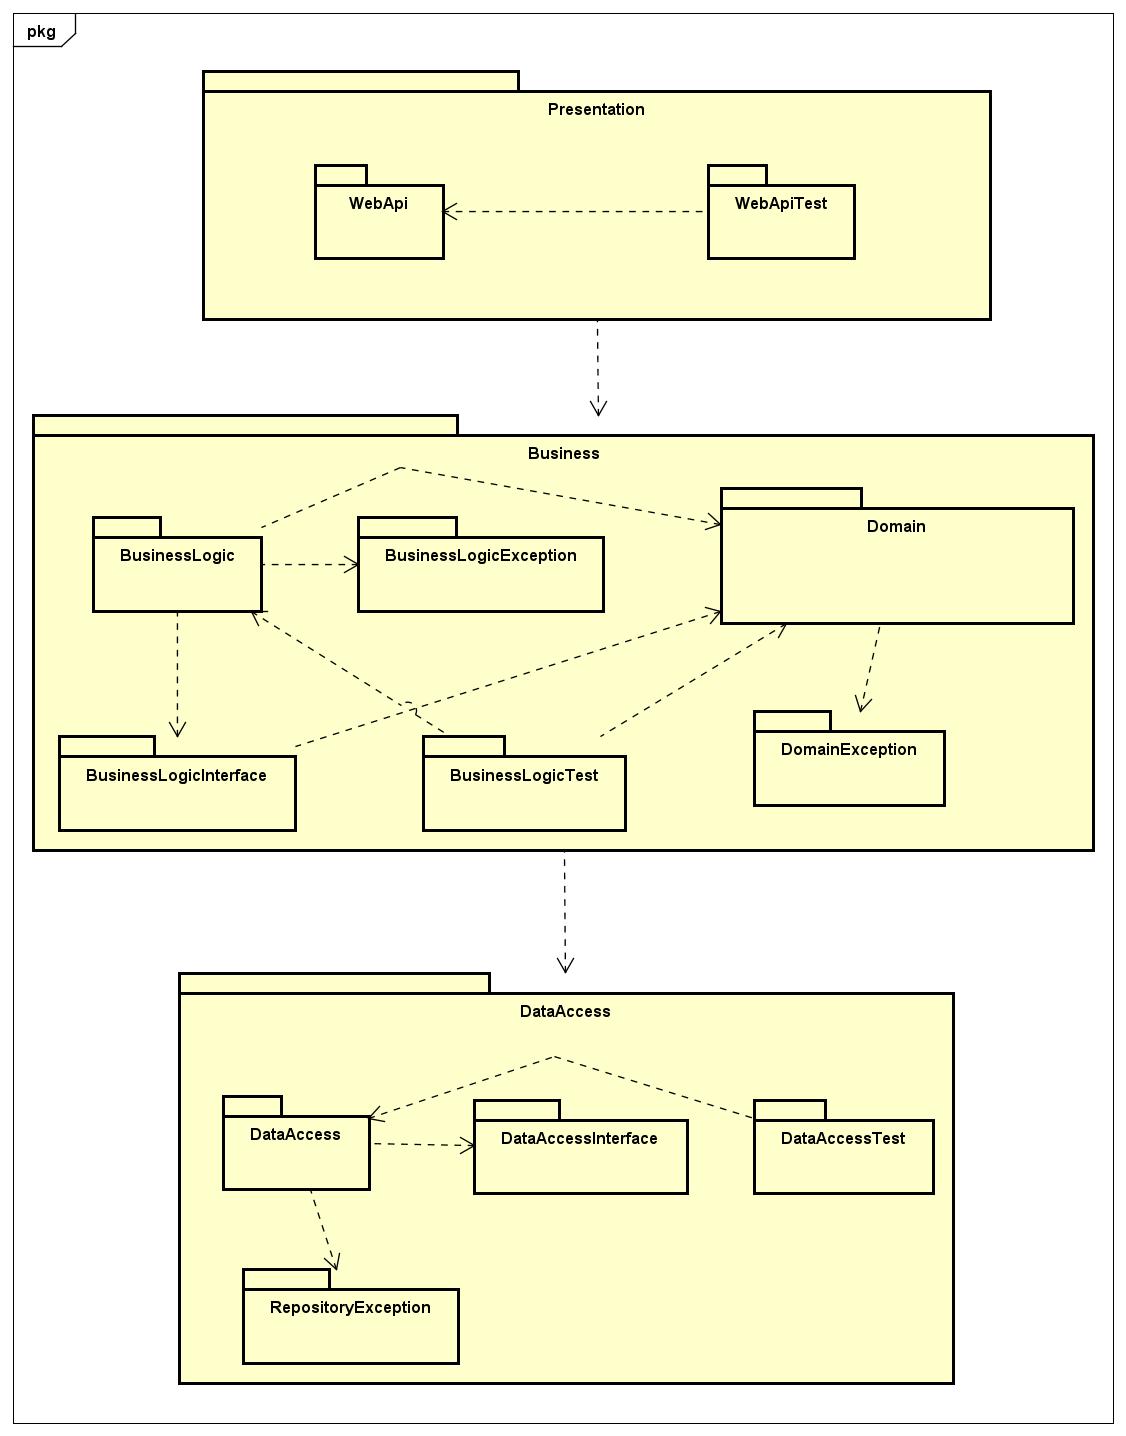 pkg
Presentation
WebApi
WebApiTest
Business
Domain
BusinessLogic
BusinessLogicException
BusinessLogicInterface
BusinessLogicTest
DomainException
DataAccess
DataAccess
DataAccessInterface
DataAccessTest
RepositoryException